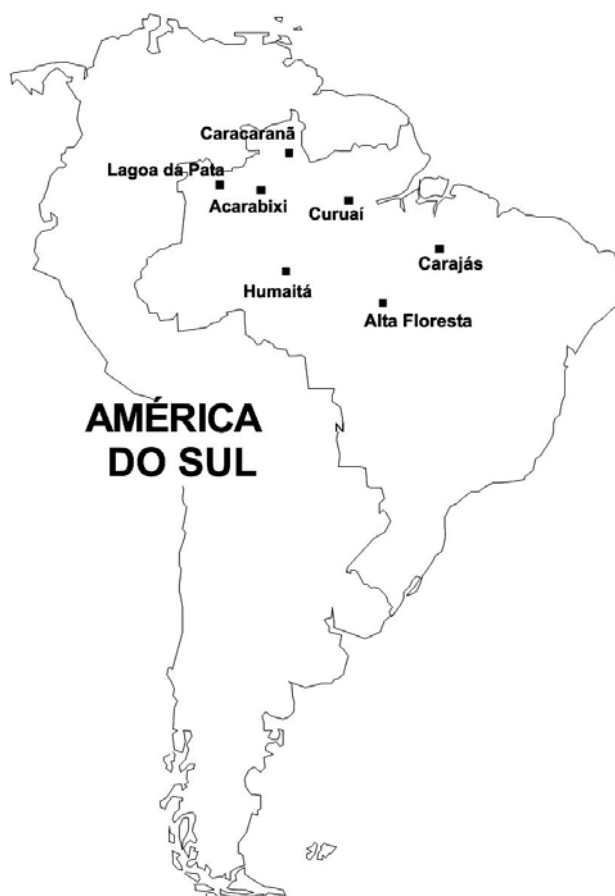 Caracaranã
Lagoa da Pata
Acarabixi
Curuaí
Carajás
Humaitá
Alta Floresta
AMÉRICA
DO SUL